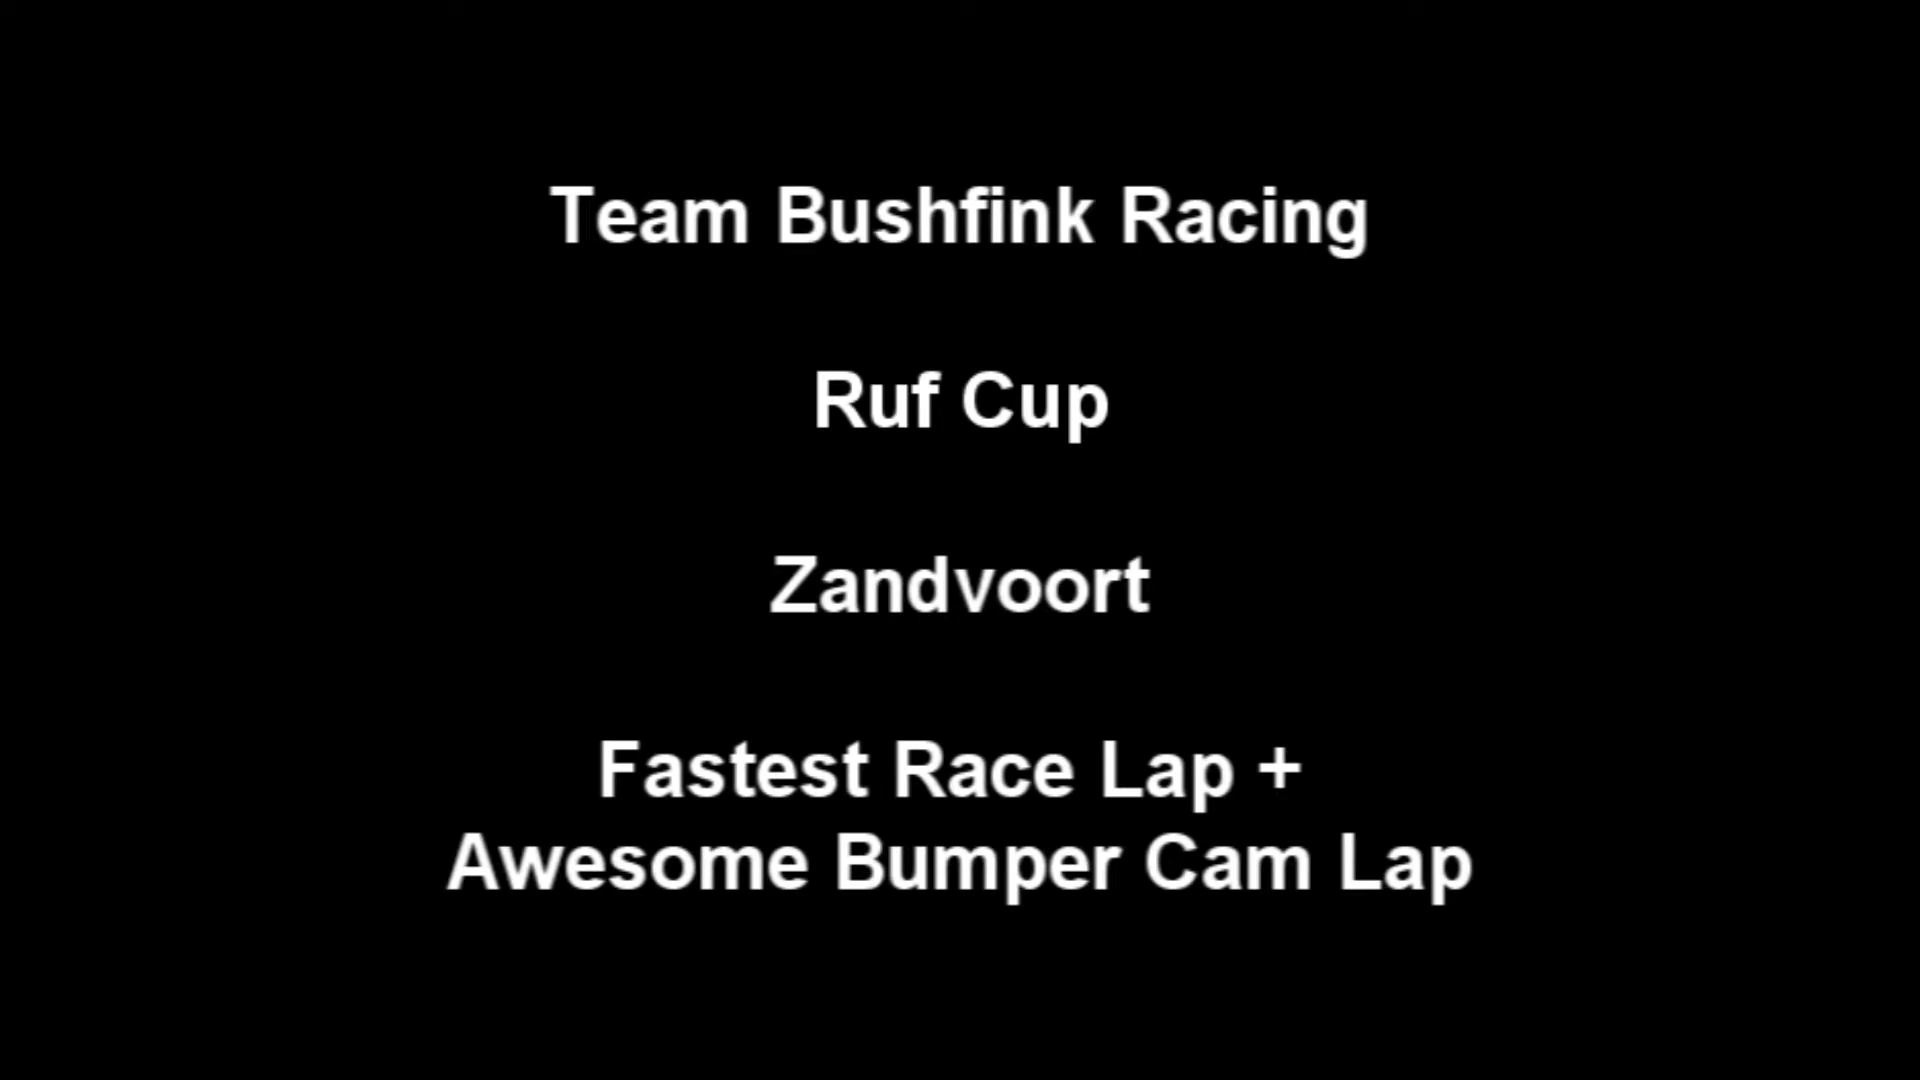 Team Bushfink Racing
Ruf Cup
Zandvoort
Fastest Race Lap +
Awesome Bumper Cam Lap